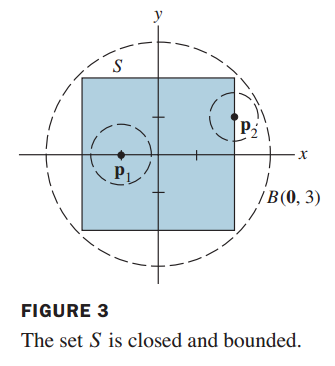 y
S
p₂
x
p₁
B(0, 3)
FIGURE 3
The set S is closed and bounded.